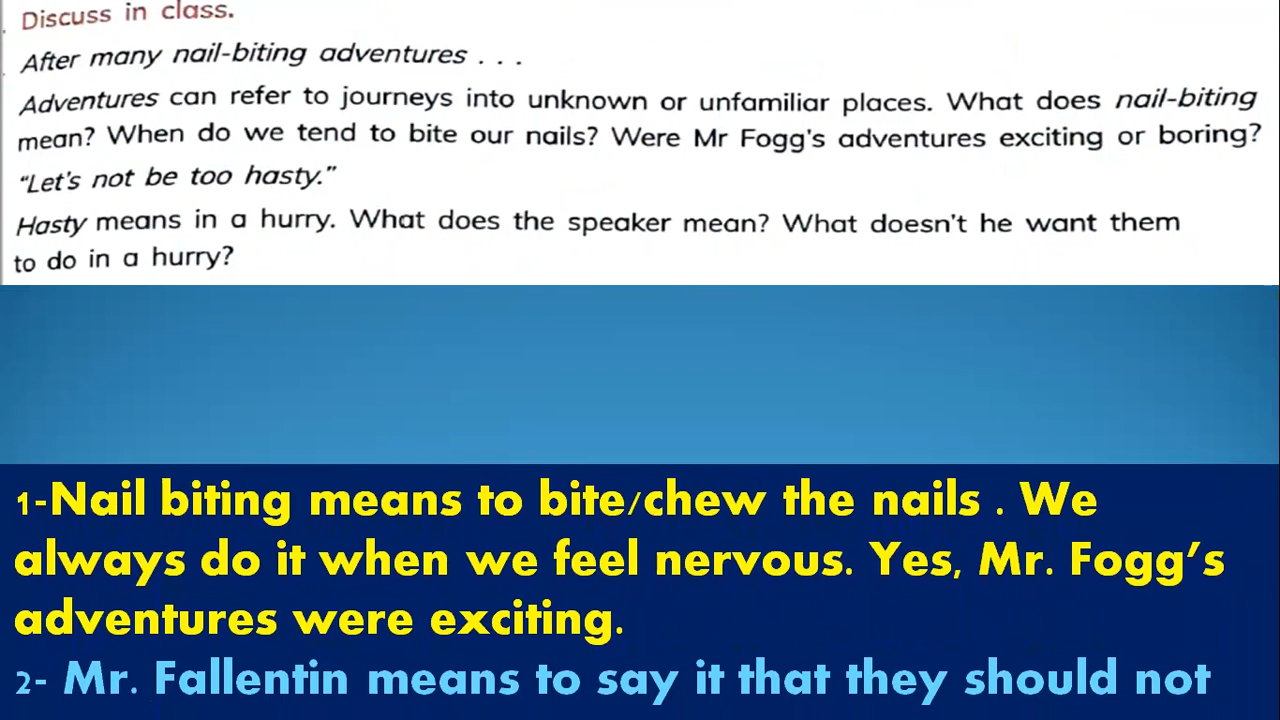 Discuss in class.
After many nail-biting adventures . . .
Adventures can refer to journeys into unknown or unfamiliar places. What does nail-biting
mean? When do we tend to bite our nails? Were Mr Fogg's adventures exciting or boring?
“Let's not be too hasty.”
Hasty means in a hurry. What does the speaker mean? What doesn't he want them
to do in a hurry?
1-Nail biting means to bite/chew the nails . We
always do it when we feel nervous. Yes, Mr. Fogg’s
adventures were exciting.
2- Mr. Fallentin means to say it that they should not